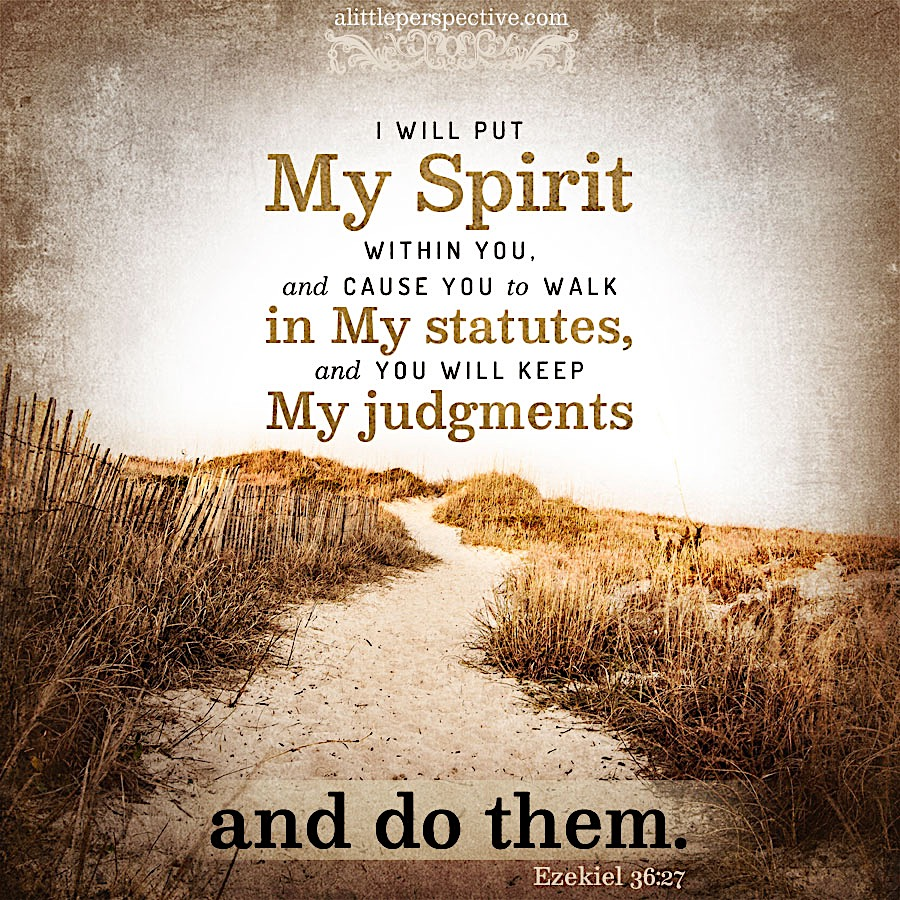 alittleperspective.com
I WILL PUT
My Spirit
WITHIN YOU,
and CAUSE YOU to WALK
in My statutes,
and YOU WILL KEEP
My judgments
and do them.
Ezekiel 36:27